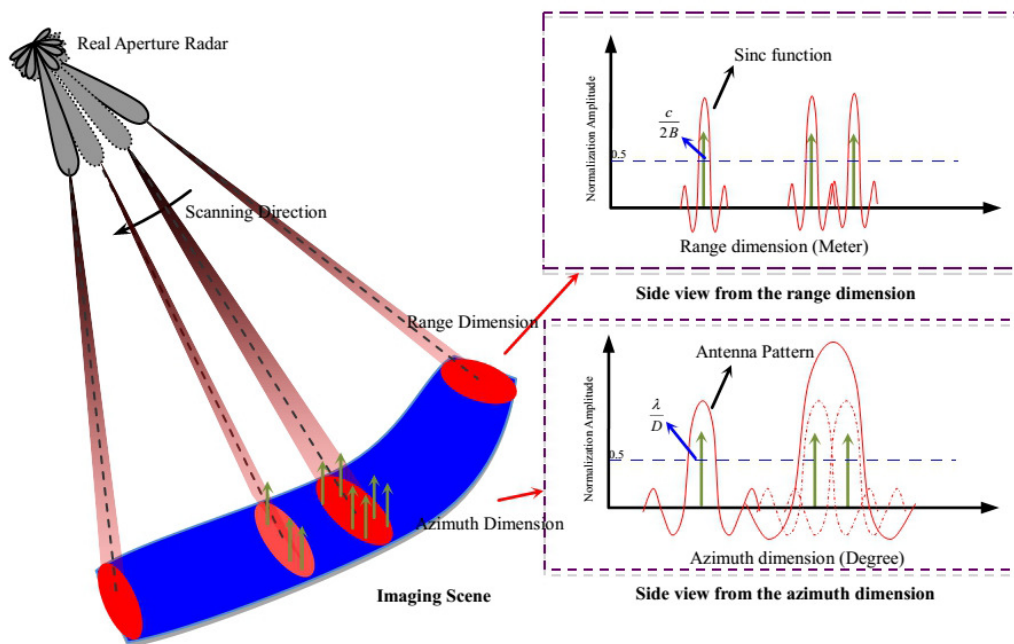 Real Aperture Radar
Scanning Direction
Range Dimension
Azimuth Dimension
Imaging Scene
Normalization Amplitude
Sinc function
c
2B
0.5
Range dimension (Meter)
Side view from the range dimension
Normalization Amplitude
Antenna Pattern
λ
D
0.5
Azimuth dimension (Degree)
Side view from the azimuth dimension